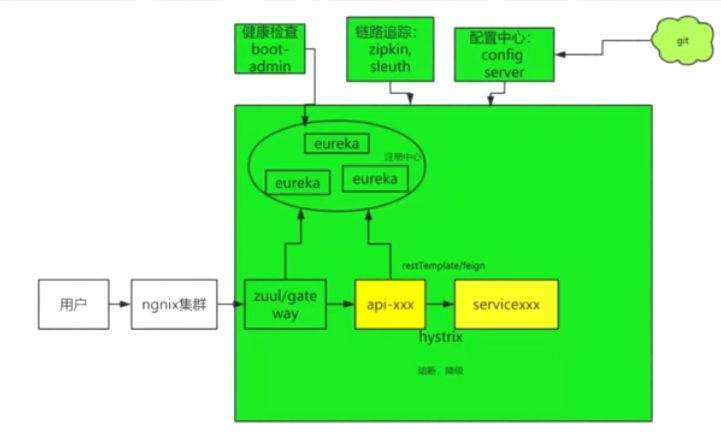 健康检查
boot-
admin
链路追踪：
zipkin,
sleuth
配置中心：
config
server
git
eureka
注册中心
eureka
eureka
restTemplate/feign
用户
ngnix集群
zuul/gate
way
api-xxx
servicexxx
hystrix
熔断、降级